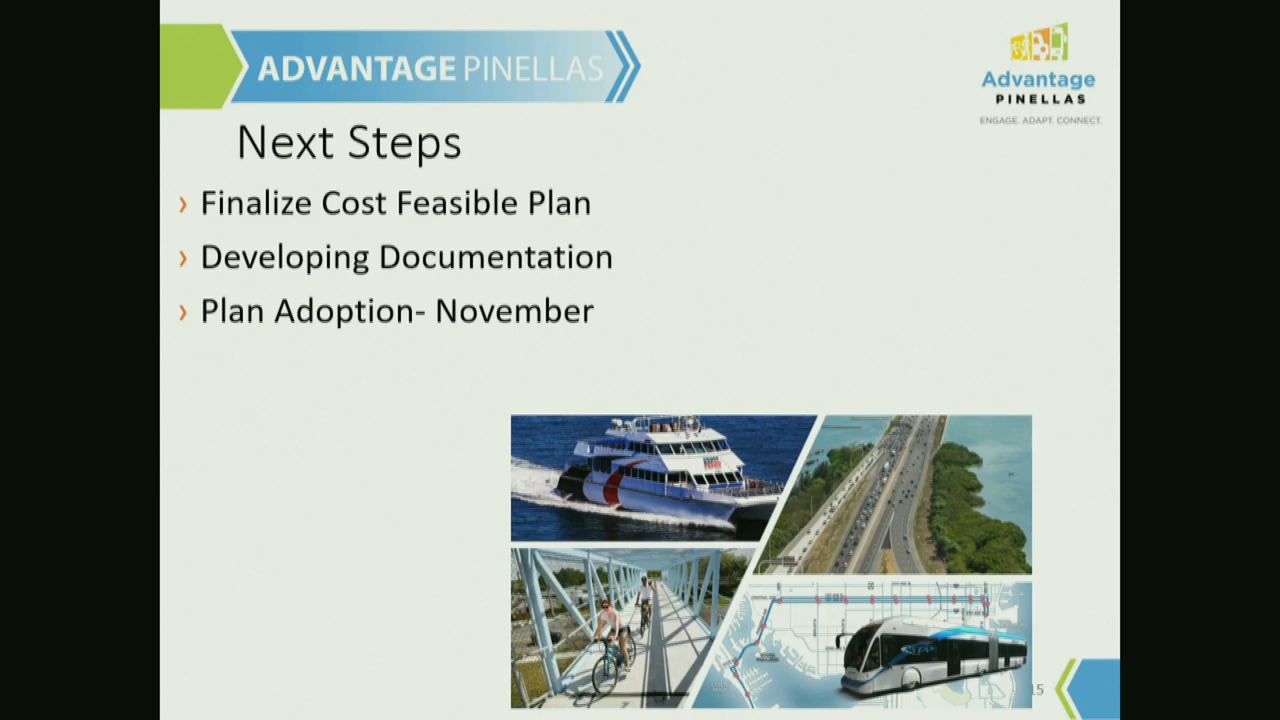 ADVANTAGE PINELLAS
Advantage
PINELLAS
ENGAGE. ADAPT. CONNECT.
Next Steps
› Finalize Cost Feasible Plan
› Developing Documentation
› Plan Adoption- November
FERRY
15